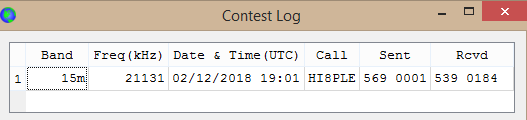 Contest Log
Band Freq(kHz) Date & Time(UTC) Call Sent Rcvd
1 15m 21131 02/12/2018 19:01 HI8PLE 569 0001 539 0184